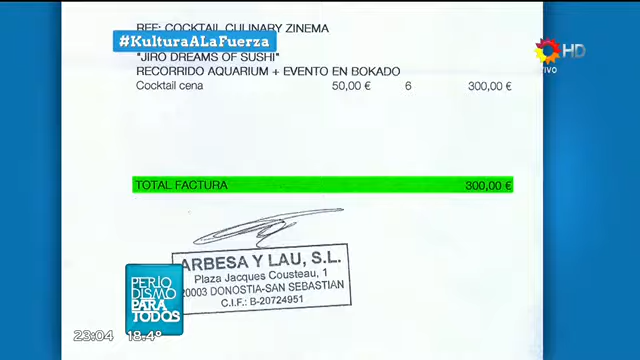 REF: COCKTAIL CULINARY ZINEMA
#KulturaALaFuerza
HD
VIVO
"JIRO DREAMS OF SUSHI"
RECORRIDO AQUARIUM + EVENTO EN BOKADO
Cocktail cena 50,00 € 6 300,00 €
TOTAL FACTURA 300,00 €
ARBESA Y LAU, S.L.
Plaza Jacques Cousteau, 1
20003 DONOSTIA-SAN SEBASTIAN
C.I.F.: B-20724951
PERIO
DISMO
PARA
TODOS
23:04 18.4°